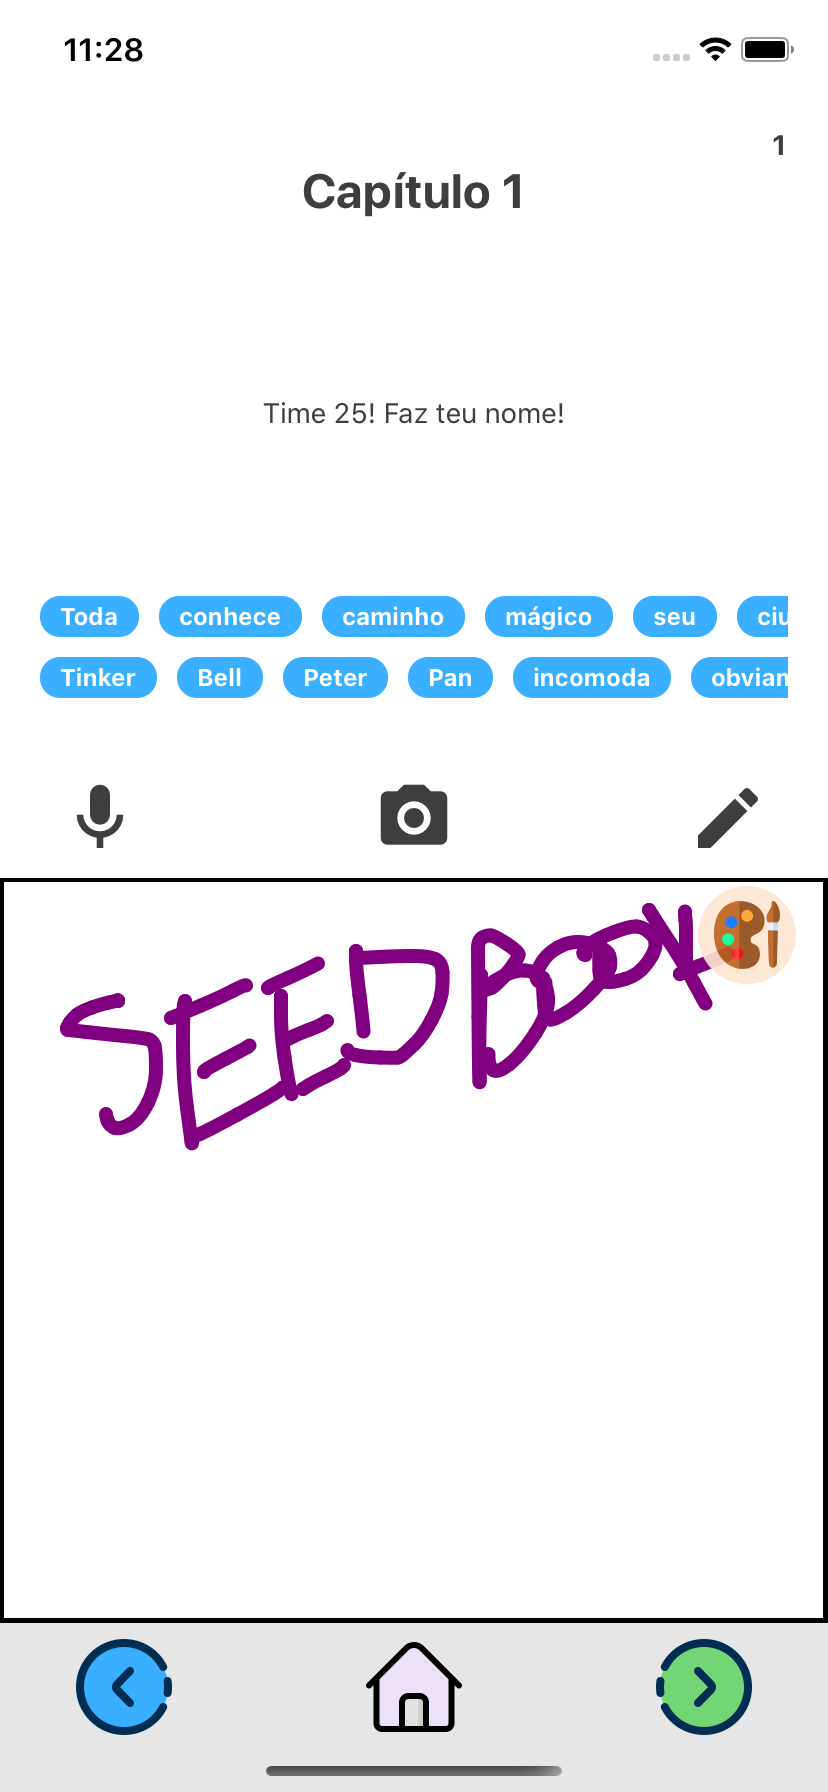 11:28
1
Capítulo 1
Time 25! Faz teu nome!
Toda conhece caminho mágico seu ciu
Tinker Bell Peter Pan incomoda obvian
SEEDBOOK